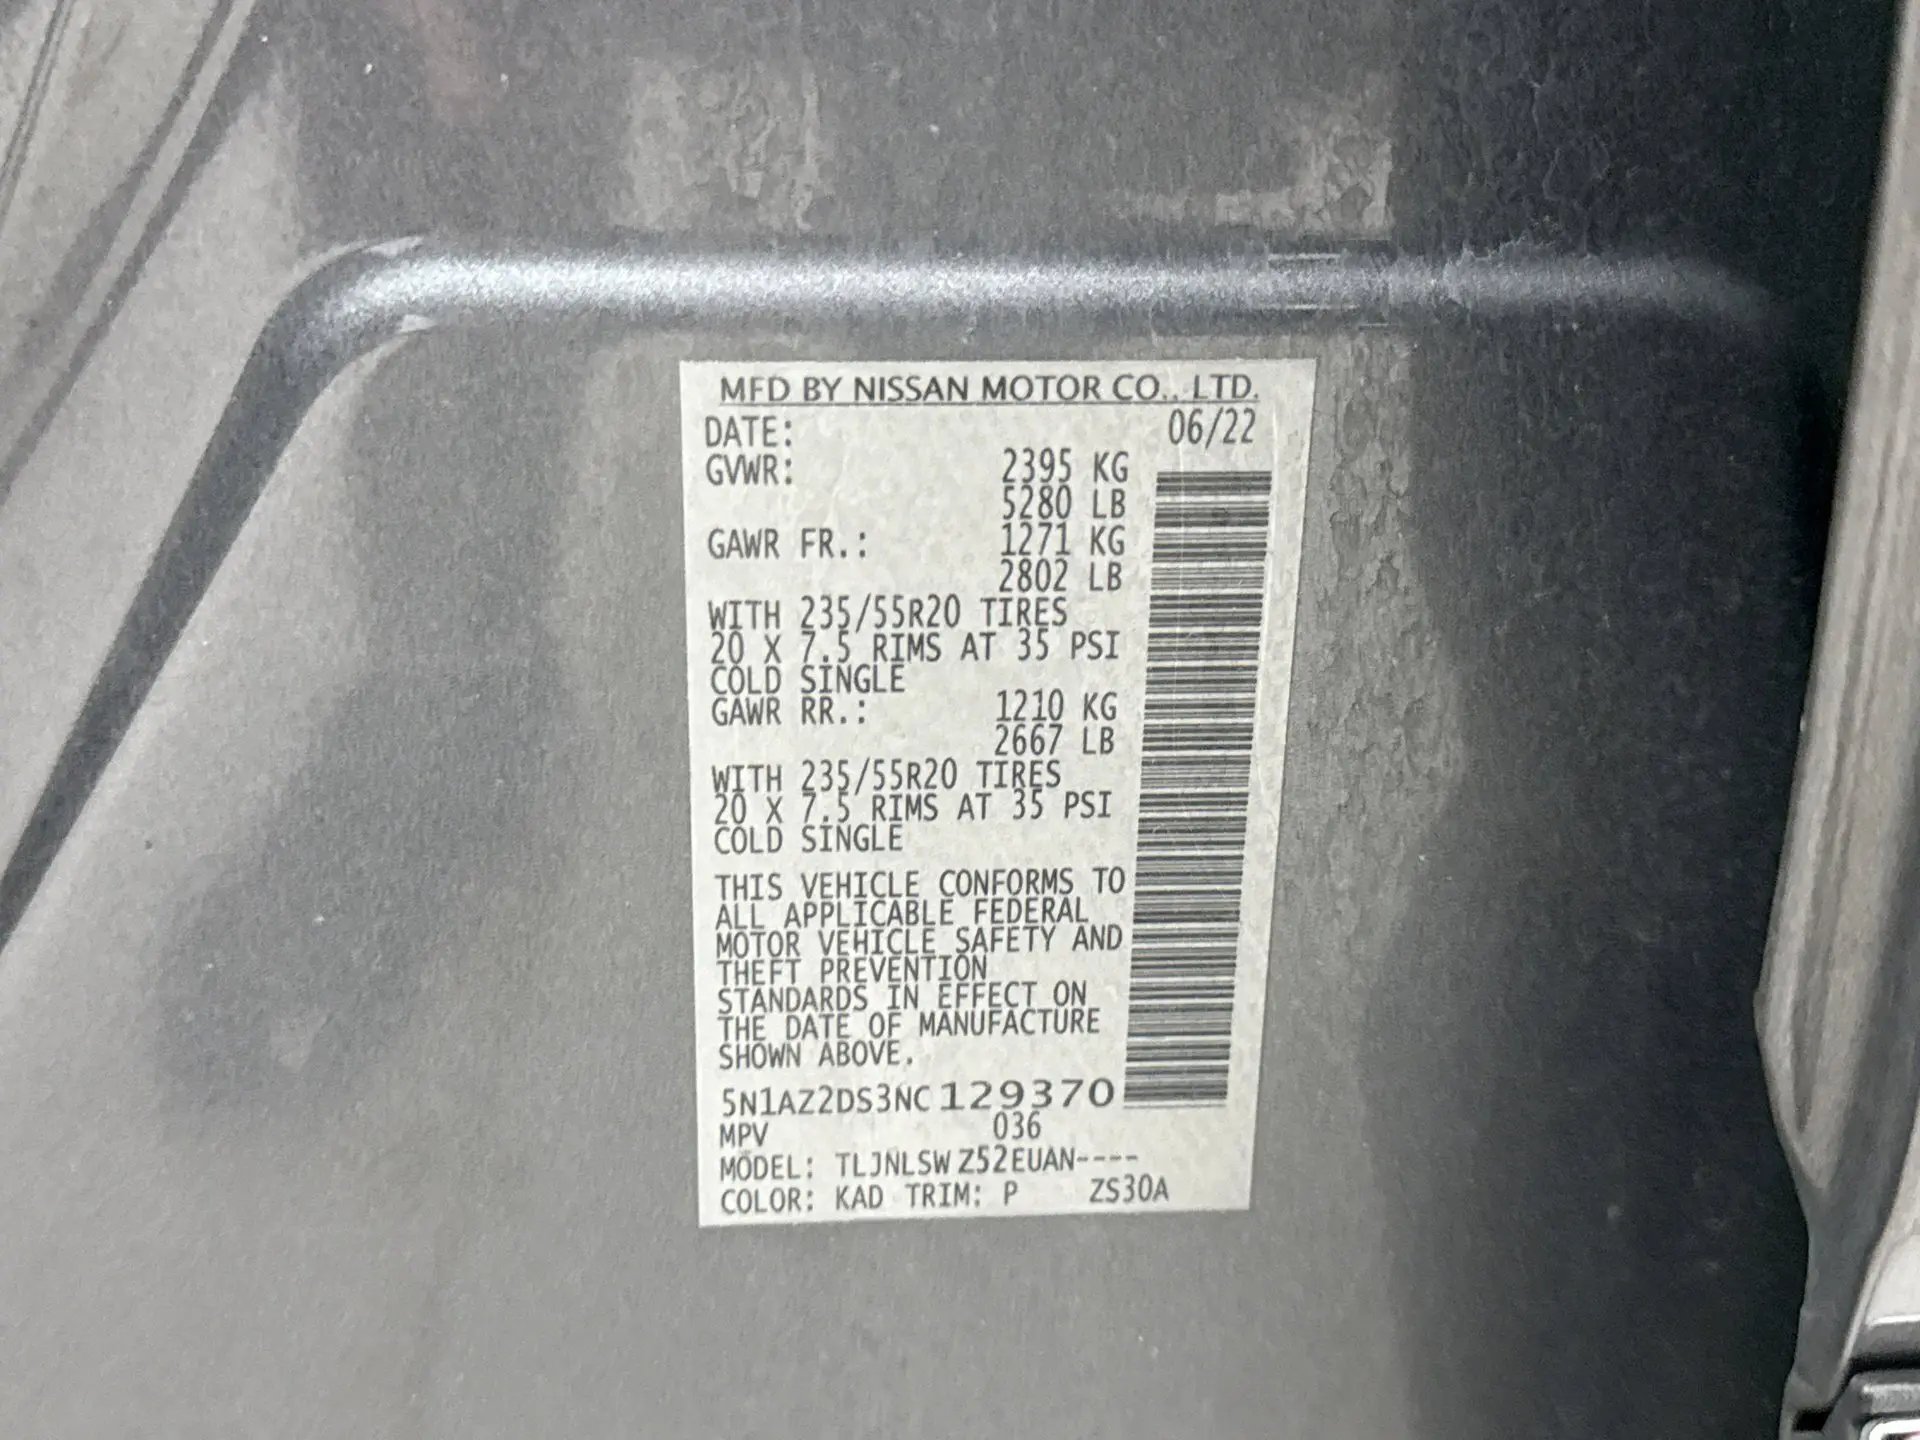 MFD BY NISSAN MOTOR CO., LTD.
DATE: 06/22
GVWR: 2395 KG
5280 LB
GAWR FR.: 1271 KG
2802 LB
WITH 235/55R20 TIRES
20 X 7.5 RIMS AT 35 PSI
COLD SINGLE
GAWR RR.: 1210 KG
2667 LB
WITH 235/55R20 TIRES
20 X 7.5 RIMS AT 35 PSI
COLD SINGLE
THIS VEHICLE CONFORMS TO
ALL APPLICABLE FEDERAL
MOTOR VEHICLE SAFETY AND
THEFT PREVENTION
STANDARDS IN EFFECT ON
THE DATE OF MANUFACTURE
SHOWN ABOVE.
5N1AZ2DS3NC129370
MPV 036
MODEL: TLJNLSW Z52EUAN----
COLOR: KAD TRIM: P ZS30A